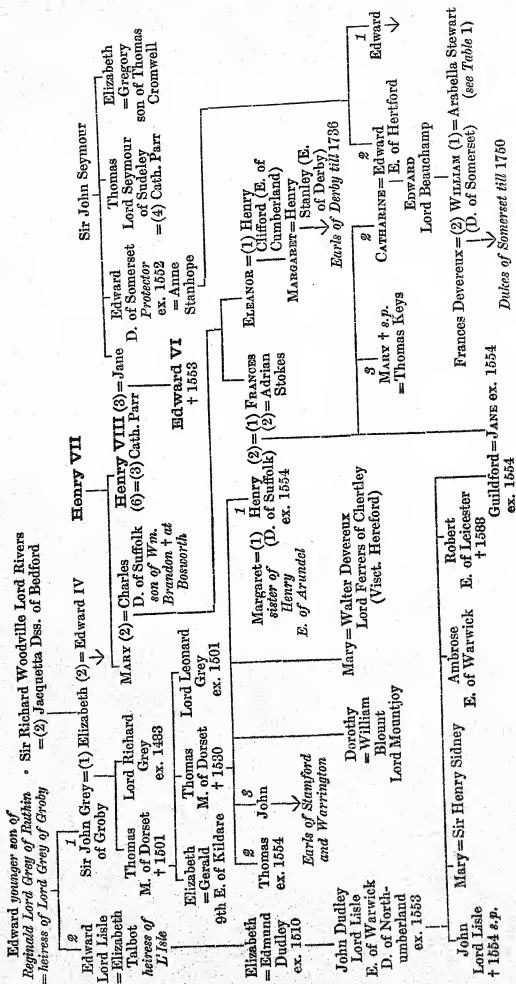 Edward younger son of
Reginald Lord Grey of Ruthin
= heiress of Lord Grey of Groby
Sir Richard Woodville Lord Rivers
=(2) Jacquetta Dss. of Bedford
2
Edward
Lord Lisle
=Elizabeth
Talbot
heiress of
L'Isle
1
Sir John Grey=(1) Elizabeth (2)=Edward IV
of Groby
Henry VII
Sir John Seymour
Thomas
M. of Dorset
† 1501
Lord Richard
Grey
ex. 1483
MARY (2)=Charles
D. of Suffolk
son of Wm.
Brandon † at
Bosworth
Henry VIII (3)=Jane
(6)=(3) Cath. Parr
Edward VI
† 1553
Edward
D. of Somerset
Protector
ex. 1552
= Anne
Stanhope
Thomas
Lord Seymour
of Sudeley
=(4) Cath. Parr
Elizabeth
=Gregory
son of Thomas
Cromwell
Elizabeth
=Gerald
9th E. of Kildare
Thomas
M. of Dorset
† 1530
Lord Leonard
Grey
ex. 1501
Elizabeth
=Edmund
Dudley
ex. 1510
2
Thomas
ex. 1554
3
John
Earls of Stamford
and Warrington
1
Margaret=(1) Henry (2)=(1) FRANCES
sister of (D. of Suffolk) (2)=Adrian
Henry ex. 1554 Stokes
E. of Arundel
ELEANOR=(1) Henry
Clifford (E. of
Cumberland)
MARGARET=Henry
Stanley (E.
of Derby)
Earls of Derby till 1736
John Dudley
Lord Lisle
E. of Warwick
D. of North-
umberland
ex. 1553
Dorothy
= William
Blount
Lord Mountjoy
Mary=Walter Devereux
Lord Ferrers of Chertley
(Visct. Hereford)
3
MARY † s.p.
=Thomas Keys
2
2
CATHARINE=Edward
E. of Hertford
1
Edward
EDWARD
Lord Beauchamp
John
Lord Lisle
† 1554 s.p.
Mary=Sir Henry Sidney
Ambrose
E. of Warwick
Robert
E. of Leicester
† 1588
Guildford=JANE ex. 1554
ex. 1554
Frances Devereux=(2) WILLIAM (1)=Arabella Stewart
(D. of Somerset) (see Table 1)
Dukes of Somerset till 1750